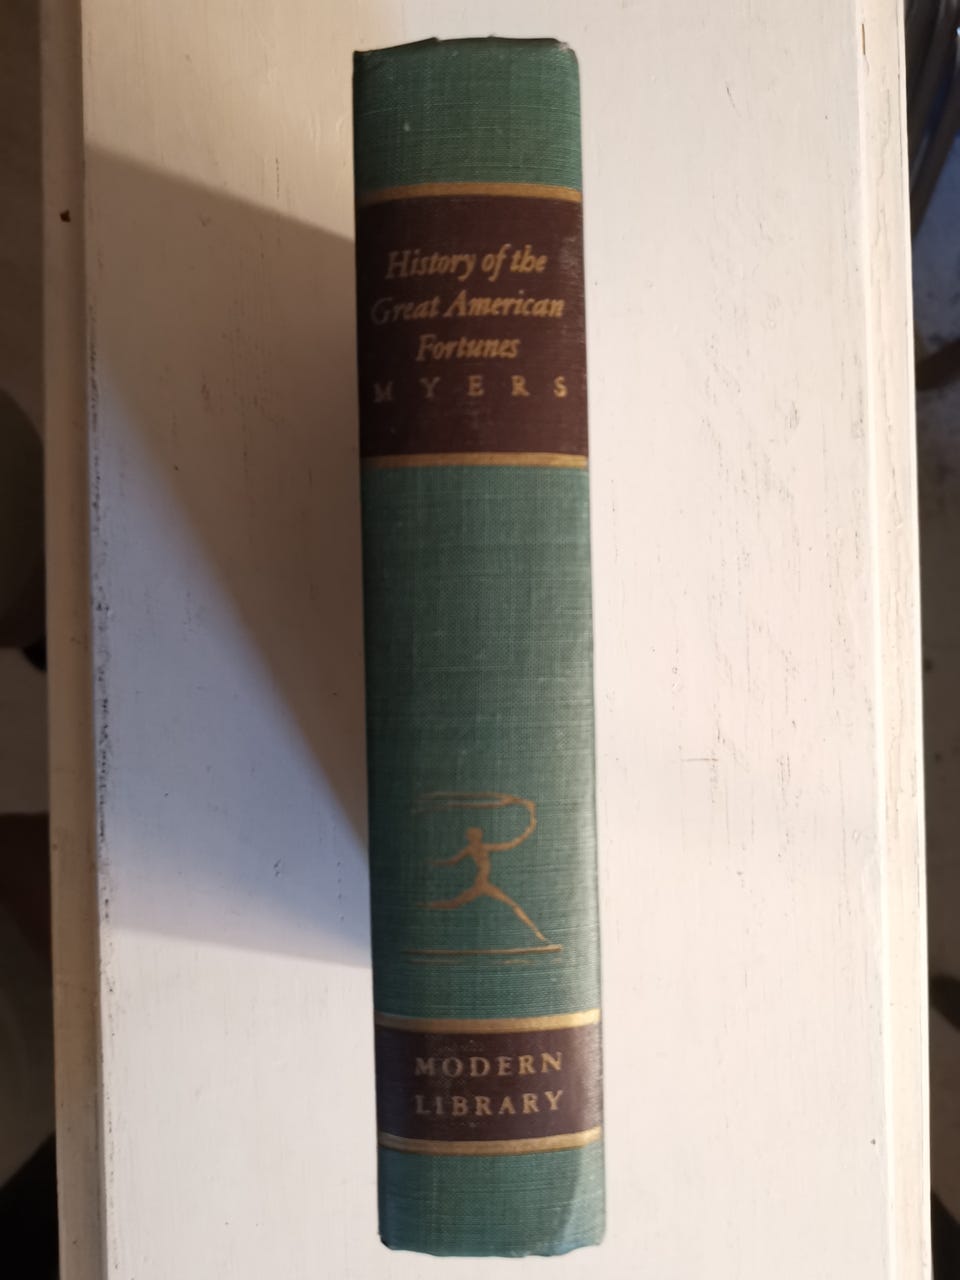 History of the
Great American
Fortunes
MYERS
MODERN
LIBRARY